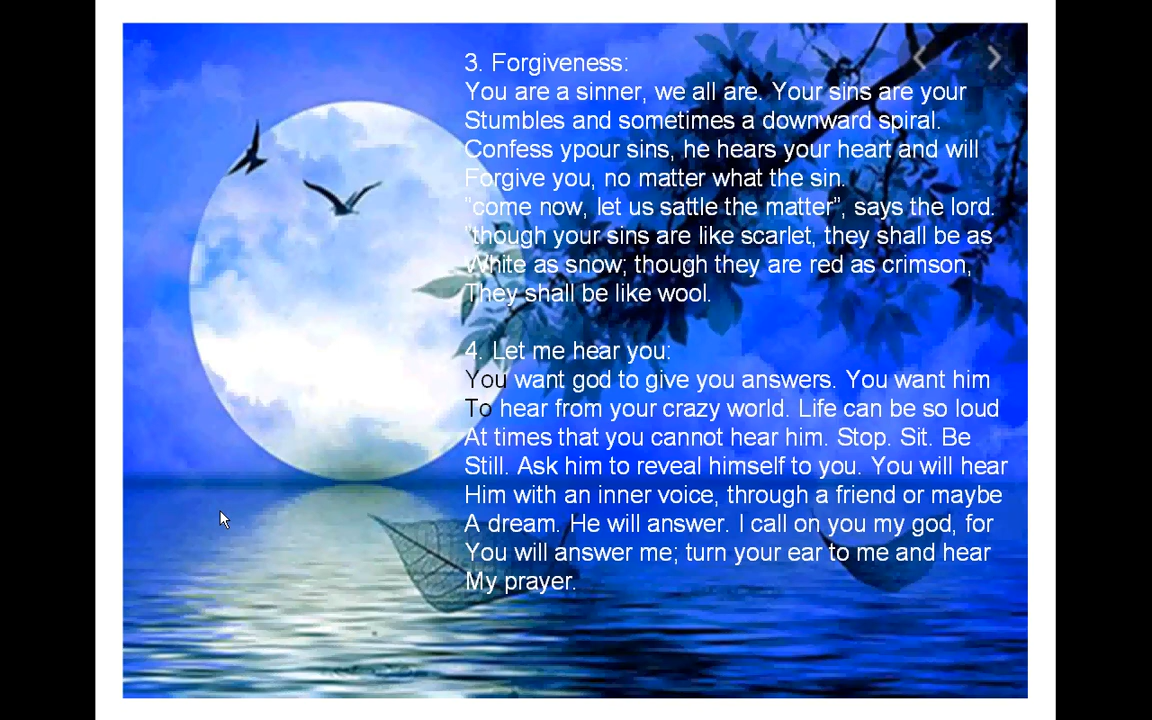 3. Forgiveness:
You are a sinner, we all are. Your sins are your
Stumbles and sometimes a downward spiral.
Confess ypour sins, he hears your heart and will
Forgive you, no matter what the sin.
"come now, let us sattle the matter", says the lord.
"though your sins are like scarlet, they shall be as
White as snow; though they are red as crimson,
They shall be like wool.
4. Let me hear you:
You want god to give you answers. You want him
To hear from your crazy world. Life can be so loud
At times that you cannot hear him. Stop. Sit. Be
Still. Ask him to reveal himself to you. You will hear
Him with an inner voice, through a friend or maybe
A dream. He will answer. I call on you my god, for
You will answer me; turn your ear to me and hear
My prayer.